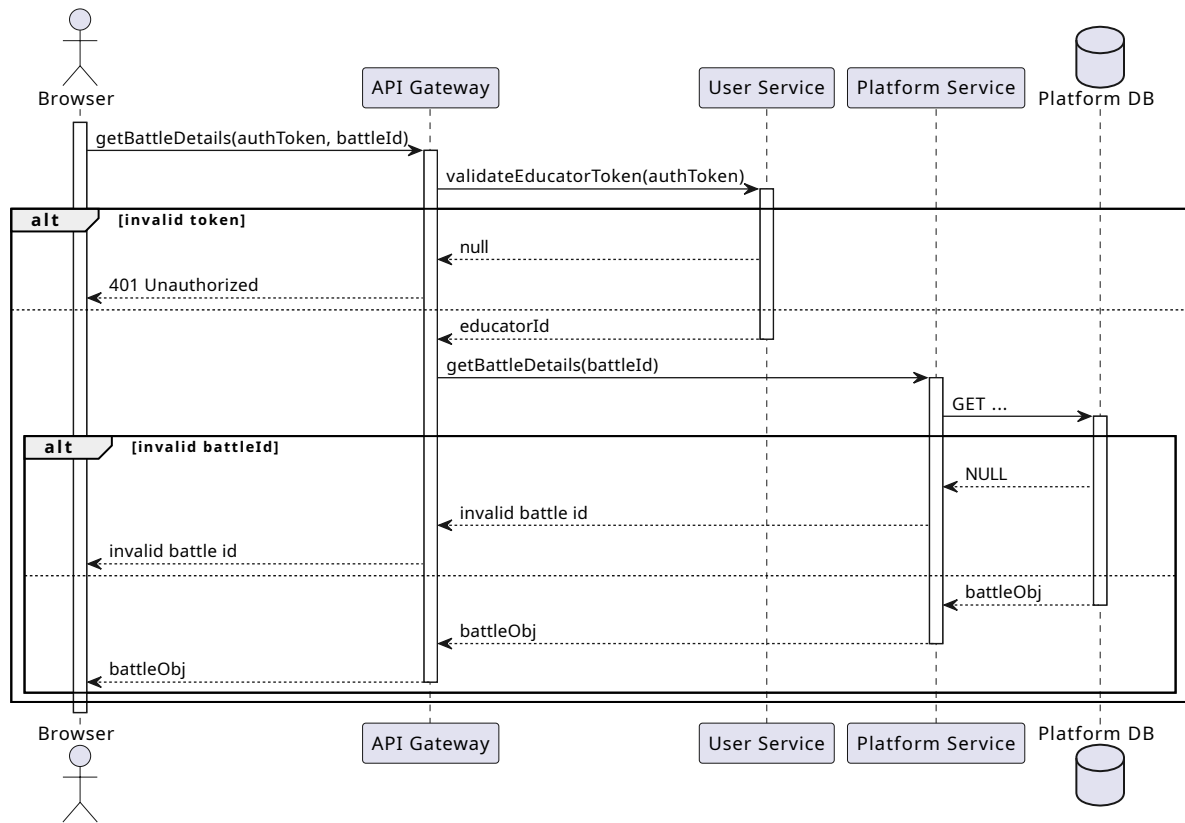 Browser
API Gateway
User Service
Platform Service
Platform DB
getBattleDetails(authToken, battleId)
validateEducatorToken(authToken)
alt
[invalid token]
null
401 Unauthorized
educatorId
getBattleDetails(battleId)
GET ...
alt
[invalid battleId]
NULL
invalid battle id
invalid battle id
battleObj
battleObj
battleObj
Browser
API Gateway
User Service
Platform Service
Platform DB